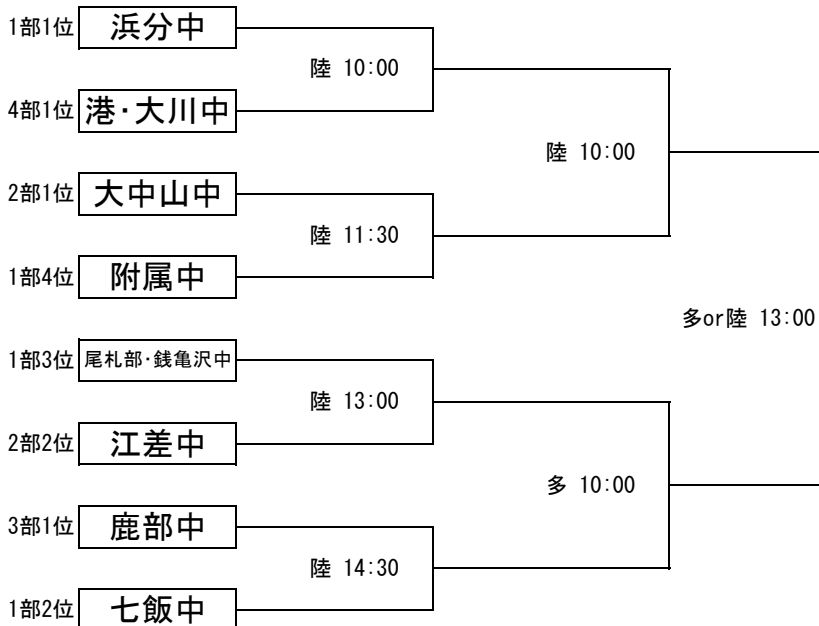 1部1位 浜分中
陸 10:00
4部1位 港・大川中
陸 10:00
2部1位 大中山中
陸 11:30
1部4位 附属中
多or陸 13:00
1部3位 尾札部・銭亀沢中
陸 13:00
2部2位 江差中
多 10:00
3部1位 鹿部中
陸 14:30
1部2位 七飯中